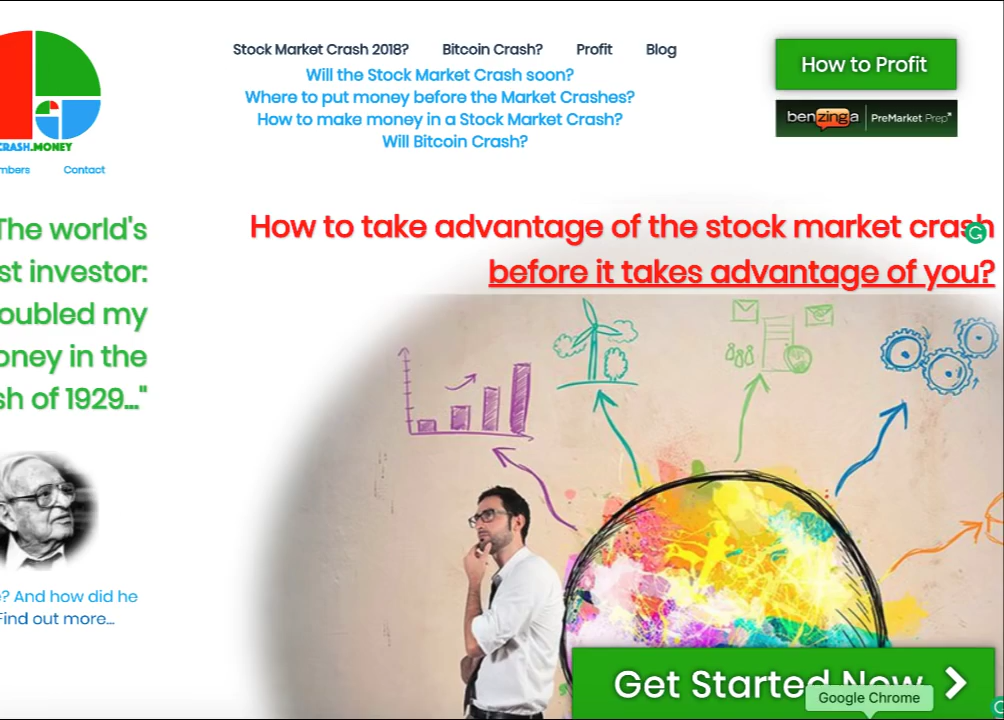 Stock Market Crash 2018? Bitcoin Crash? Profit Blog
How to Profit
Will the Stock Market Crash soon?
Where to put money before the Market Crashes?
How to make money in a Stock Market Crash?
Will Bitcoin Crash?
benzinga PreMarket Prep
CRASH.MONEY
mbers Contact
The world's
st investor:
oubled my
oney in the
sh of 1929..."
How to take advantage of the stock market crash
before it takes advantage of you?
e? And how did he
Find out more...
Get Started Now
Google Chrome